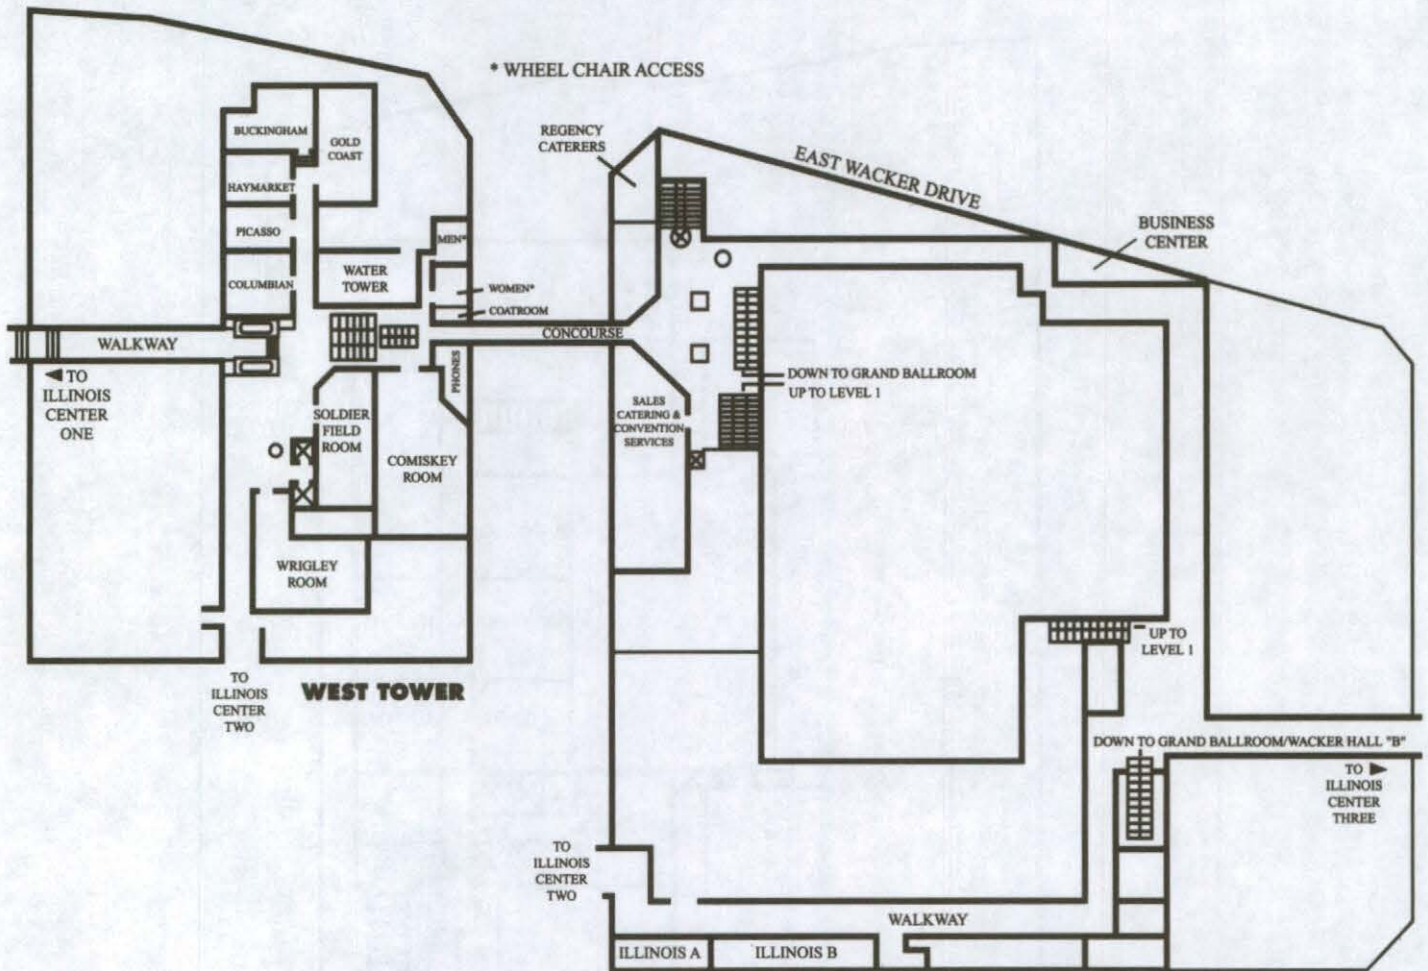 * WHEEL CHAIR ACCESS
BUCKINGHAM
GOLD
COAST
HAYMARKET
PICASSO
COLUMBIAN
WATER
TOWER
MEN*
WOMEN*
COATROOM
WALKWAY
◄ TO
ILLINOIS
CENTER
ONE
CONCOURSE
PHONES
SOLDIER
FIELD
ROOM
COMISKEY
ROOM
WRIGLEY
ROOM
TO
ILLINOIS
CENTER
TWO
WEST TOWER
REGENCY
CATERERS
EAST WACKER DRIVE
BUSINESS
CENTER
DOWN TO GRAND BALLROOM
UP TO LEVEL 1
SALES
CATERING &
CONVENTION
SERVICES
UP TO
LEVEL 1
DOWN TO GRAND BALLROOM/WACKER HALL "B"
TO ►
ILLINOIS
CENTER
THREE
TO
ILLINOIS
CENTER
TWO
WALKWAY
ILLINOIS A
ILLINOIS B